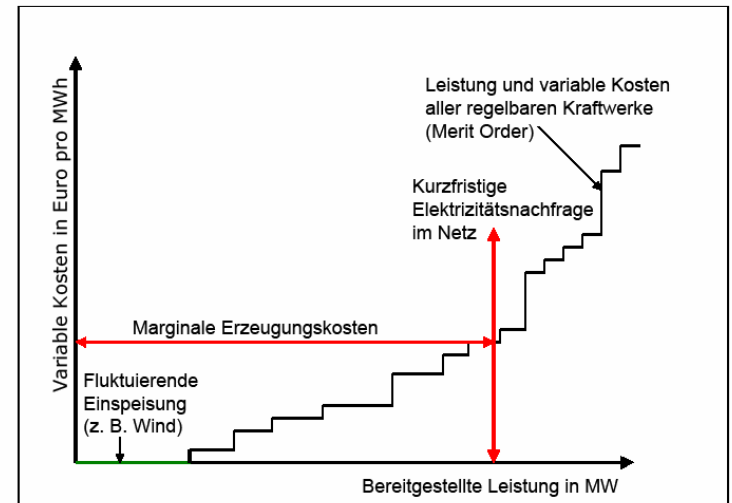 Variable Kosten in Euro pro MWh
Leistung und variable Kosten
aller regelbaren Kraftwerke
(Merit Order)
Kurzfristige
Elektrizitätsnachfrage
im Netz
Marginale Erzeugungskosten
Fluktuierende
Einspeisung
(z. B. Wind)
Bereitgestellte Leistung in MW